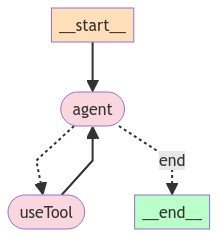 __start__
agent
end
useTool
__end__